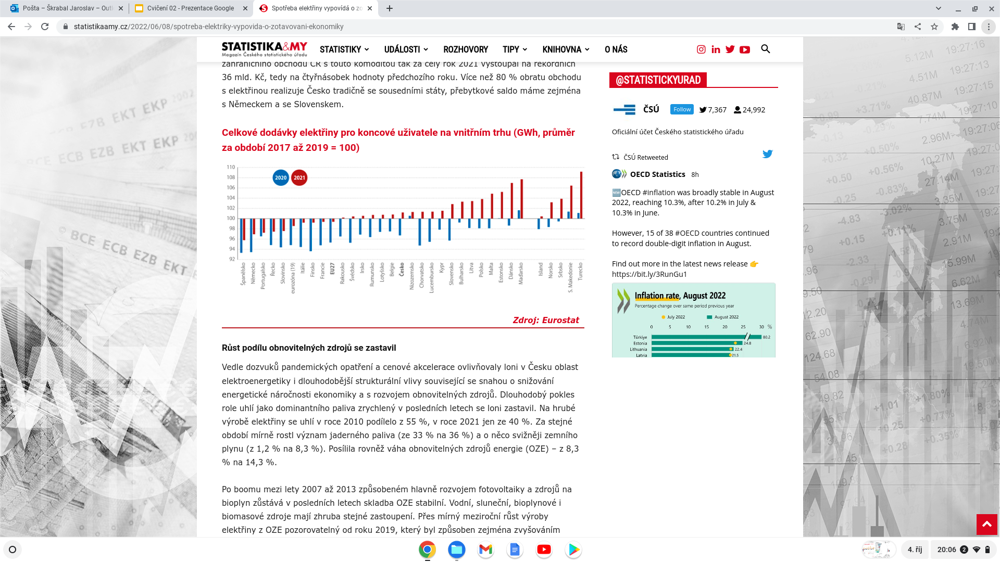 Pošta – Škrabal Jaroslav – Outl
Cvičení 02 - Prezentace Google
Spotřeba elektřiny vypovídá o zo
statistikaamy.cz/2022/06/08/spotreba-elektriky-vypovida-o-zotavovani-ekonomiky
STATISTIKA&MY
Magazín Českého statistického úřadu
STATISTIKY
UDÁLOSTI
ROZHOVORY
TIPY
KNIHOVNA
O NÁS
zahraničního obchodu ČR s touto komoditou tak za celý rok 2021 vystoupal na rekordních
36 mld. Kč, tedy na čtyřnásobek hodnoty předchozího roku. Více než 80 % obratu obchodu
s elektřinou realizuje Česko tradičně se sousedními státy, přebytkové saldo máme zejména
s Německem a se Slovenskem.
Celkové dodávky elektřiny pro koncové uživatele na vnitřním trhu (GWh, průměr
za období 2017 až 2019 = 100)
110
108
106
104
102
100
98
96
94
92
2020
2021
Španělsko
Německo
Portugalsko
Řecko
Slovinsko
eurozóna (19)
Itálie
Finsko
Francie
EU27
Rakousko
Švédsko
Irsko
Rumunsko
Lotyšsko
Belgie
Česko
Nizozemsko
Chorvatsko
Lucembursko
Kypr
Slovensko
Bulharsko
Litva
Polsko
Malta
Estonsko
Dánsko
Maďarsko
Island
Norsko
Srbsko
S. Makedonie
Turecko
Zdroj: Eurostat
Růst podílu obnovitelných zdrojů se zastavil
Vedle dozvuků pandemických opatření a cenové akcelerace ovlivňovaly loni v Česku oblast
elektroenergetiky i dlouhodobější strukturální vlivy související se snahou o snižování
energetické náročnosti ekonomiky a s rozvojem obnovitelných zdrojů. Dlouhodobý pokles
role uhlí jako dominantního paliva zrychlený v posledních letech se loni zastavil. Na hrubé
výrobě elektřiny se uhlí v roce 2010 podílelo z 55 %, v roce 2021 jen ze 40 %. Za stejné
období mírně rostl význam jaderného paliva (ze 33 % na 36 %) a o něco svižněji zemního
plynu (z 1,2 % na 8,3 %). Posílila rovněž váha obnovitelných zdrojů energie (OZE) – z 8,3
% na 14,3 %.
Po boomu mezi lety 2007 až 2013 způsobeném hlavně rozvojem fotovoltaiky a zdrojů na
bioplyn zůstává v posledních letech skladba OZE stabilní. Vodní, sluneční, bioplynové i
biomasové zdroje mají zhruba stejné zastoupení. Přes mírný meziroční růst výroby
elektřiny z OZE pozorovatelný od roku 2019, který byl způsoben zejména zvyšováním
@STATISTICKYURAD
ČSÚ Follow 7,367 24,992
Oficiální účet Českého statistického úřadu
ČSÚ Retweeted
OECD Statistics 8h
NEW OECD #inflation was broadly stable in August
2022, reaching 10.3%, after 10.2% in July &
10.3% in June.
However, 15 of 38 #OECD countries continued
to record double-digit inflation in August.
Find out more in the latest news release
https://bit.ly/3RunGu1
Inflation rate, August 2022
Percentage change over same period previous year
July 2022 August 2022
0 5 10 15 20 25 30 %
Türkiye 80.2
Estonia 24.8
Lithuania 22.4
Latvia 21.5
4. říj
20:06 2